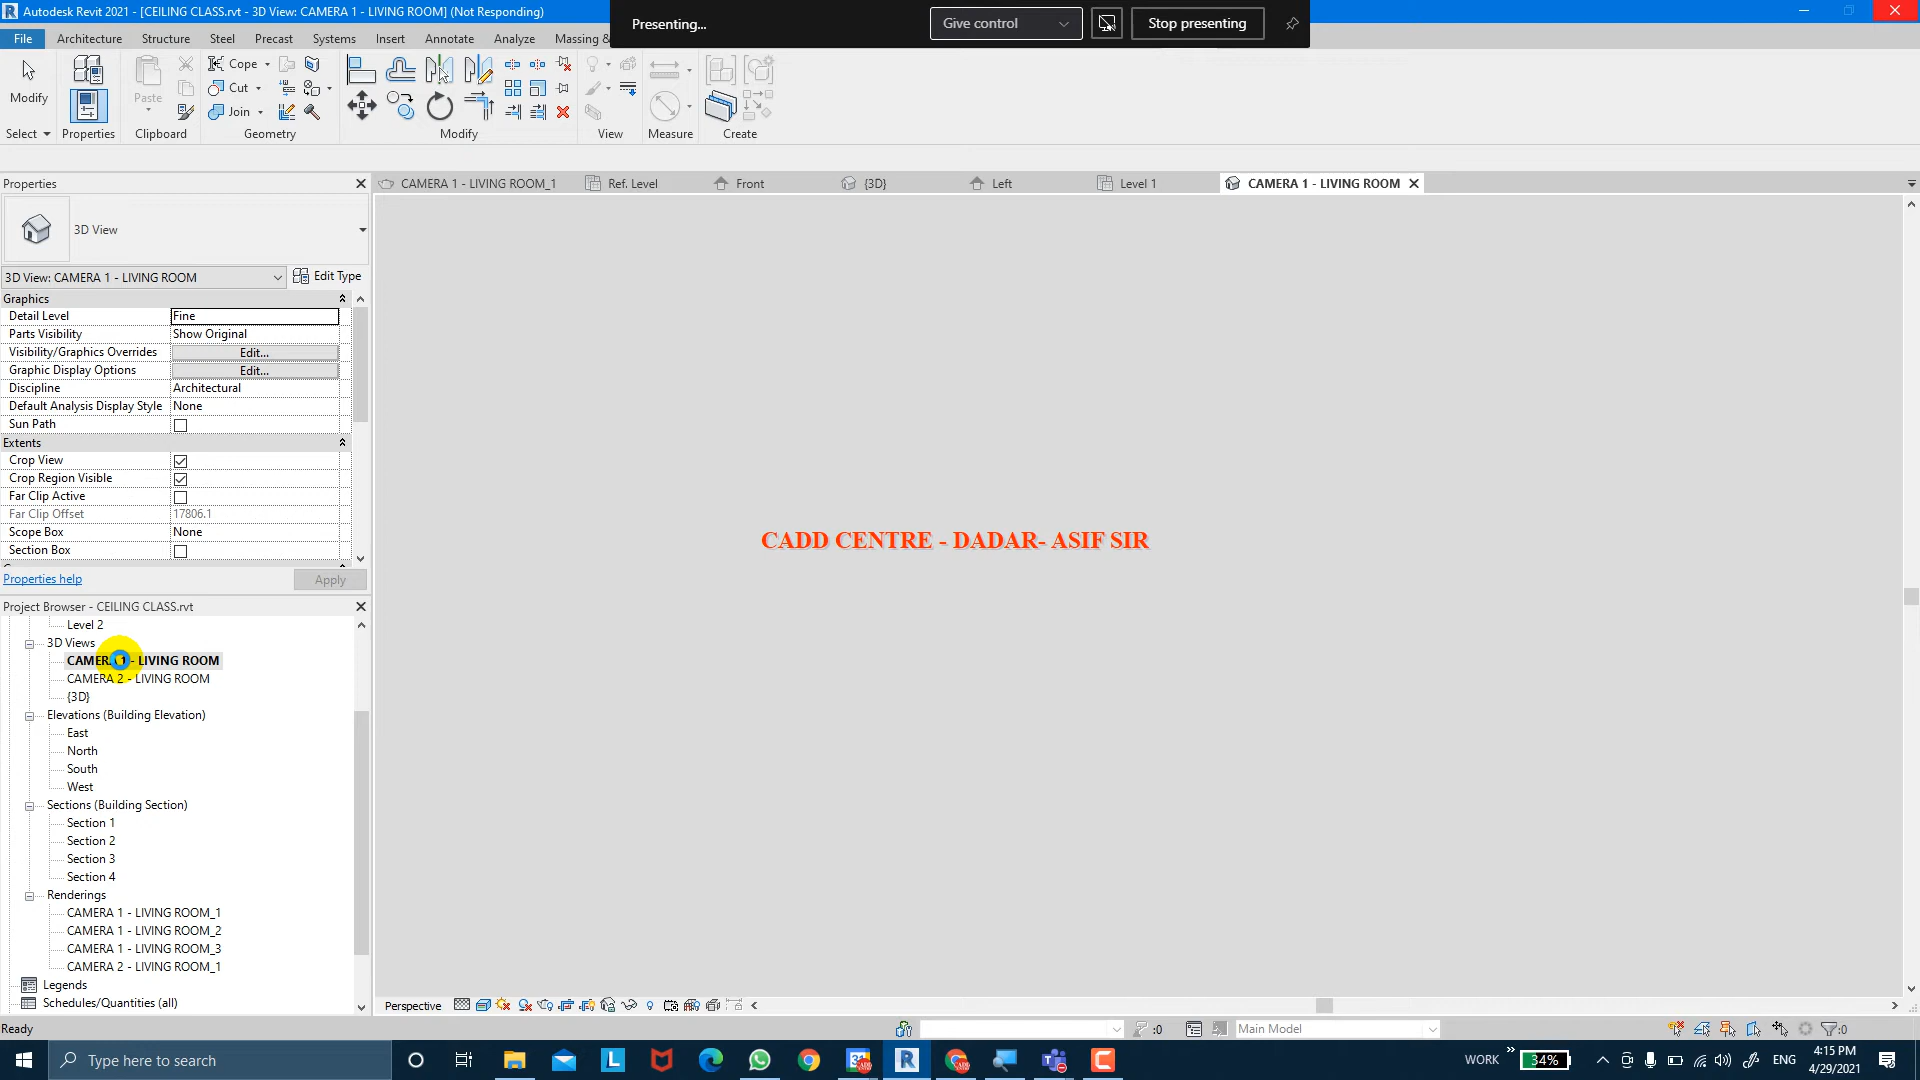 Autodesk Revit 2021 - [CEILING CLASS.rvt - 3D View: CAMERA 1 - LIVING ROOM] (Not Responding)
Presenting...
Give control
Stop presenting
File
Architecture
Structure
Steel
Precast
Systems
Insert
Annotate
Analyze
Massing &
Modify
Paste
Cope
Cut
Join
Select
Properties
Clipboard
Geometry
Modify
View
Measure
Create
Properties
CAMERA 1 - LIVING ROOM_1
Ref. Level
Front
{3D}
Left
Level 1
CAMERA 1 - LIVING ROOM
3D View
3D View: CAMERA 1 - LIVING ROOM
Edit Type
Graphics
Detail Level Fine
Parts Visibility Show Original
Visibility/Graphics Overrides Edit...
Graphic Display Options Edit...
Discipline Architectural
Default Analysis Display Style None
Sun Path
Extents
Crop View
Crop Region Visible
Far Clip Active
Far Clip Offset 17806.1
Scope Box None
Section Box
Properties help
Apply
CADD CENTRE - DADAR- ASIF SIR
Project Browser - CEILING CLASS.rvt
Level 2
3D Views
CAMERA 1 - LIVING ROOM
CAMERA 2 - LIVING ROOM
{3D}
Elevations (Building Elevation)
East
North
South
West
Sections (Building Section)
Section 1
Section 2
Section 3
Section 4
Renderings
CAMERA 1 - LIVING ROOM_1
CAMERA 1 - LIVING ROOM_2
CAMERA 1 - LIVING ROOM_3
CAMERA 2 - LIVING ROOM_1
Legends
Schedules/Quantities (all)
Perspective
Ready
:0
Main Model
:0
Type here to search
WORK
34%
ENG
4:15 PM
4/29/2021